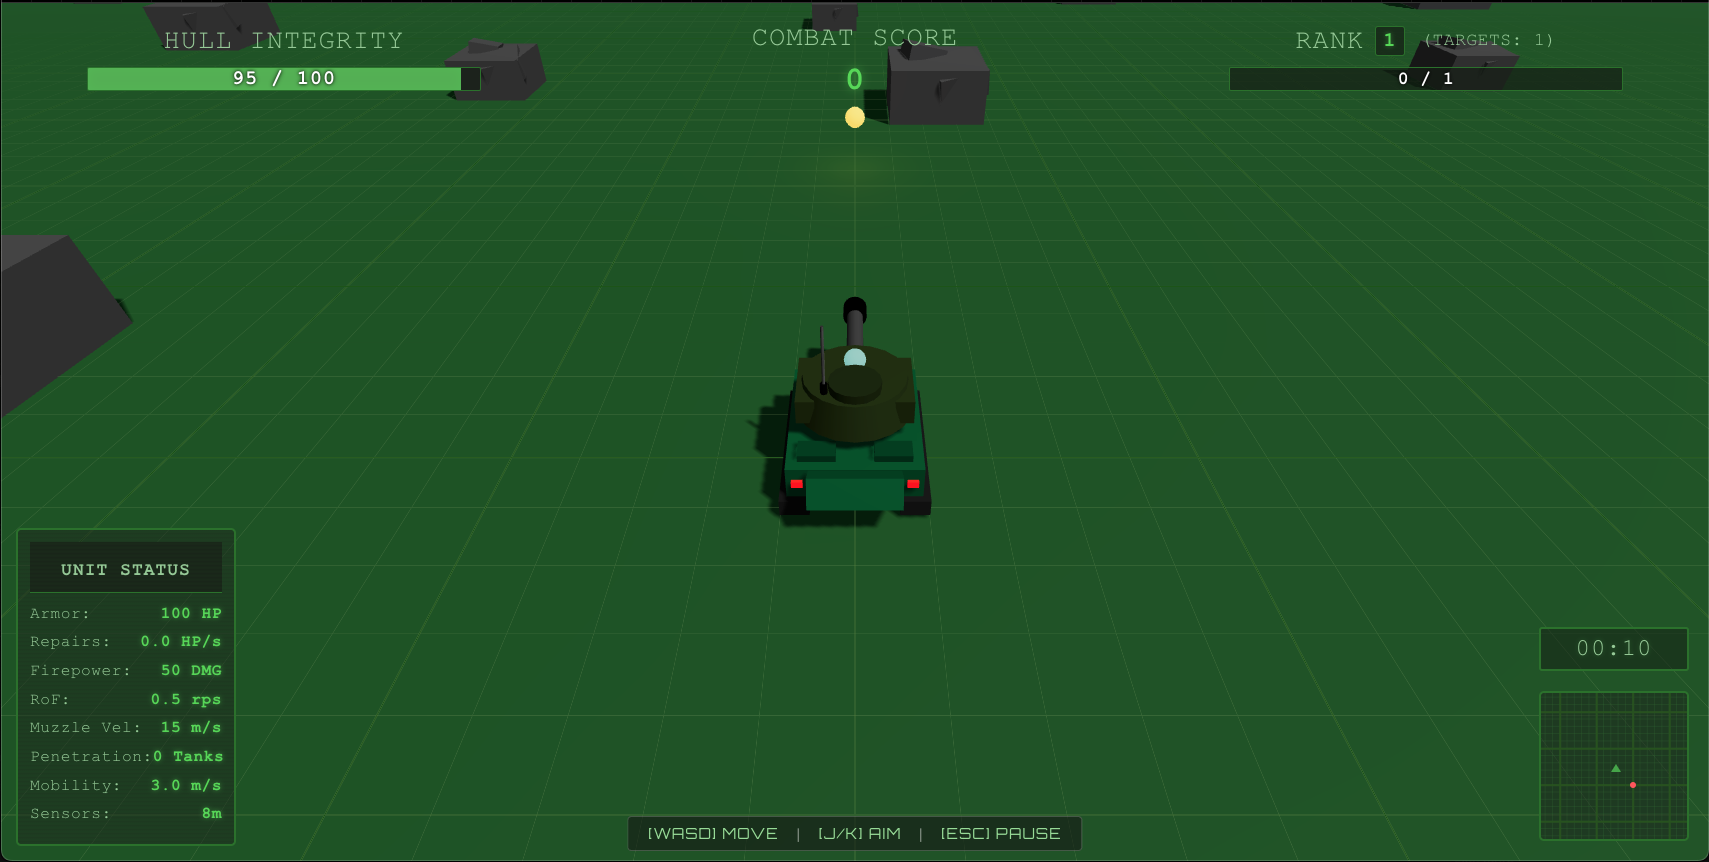 HULL INTEGRITY
95 / 100
COMBAT SCORE
0
RANK 1 (TARGETS: 1)
0 / 1
UNIT STATUS
Armor: 100 HP
Repairs: 0.0 HP/s
Firepower: 50 DMG
RoF: 0.5 rps
Muzzle Vel: 15 m/s
Penetration:0 Tanks
Mobility: 3.0 m/s
Sensors: 8m
[WASD] MOVE | [J/K] AIM | [ESC] PAUSE
00:10